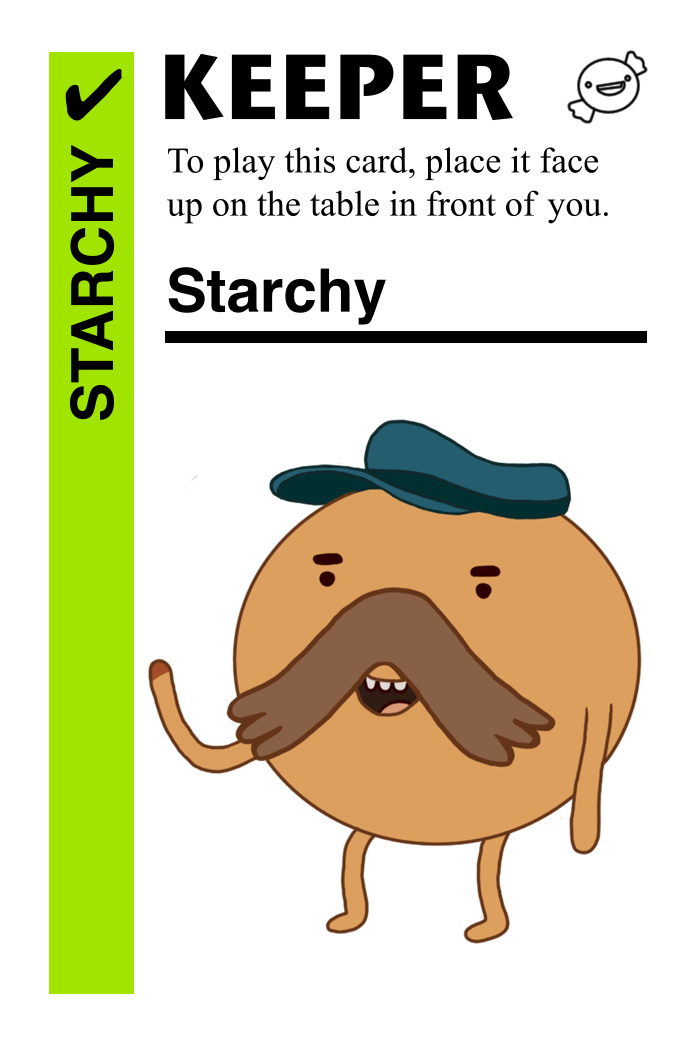 ✔ KEEPER
To play this card, place it face
up on the table in front of you.
Starchy
STARCHY